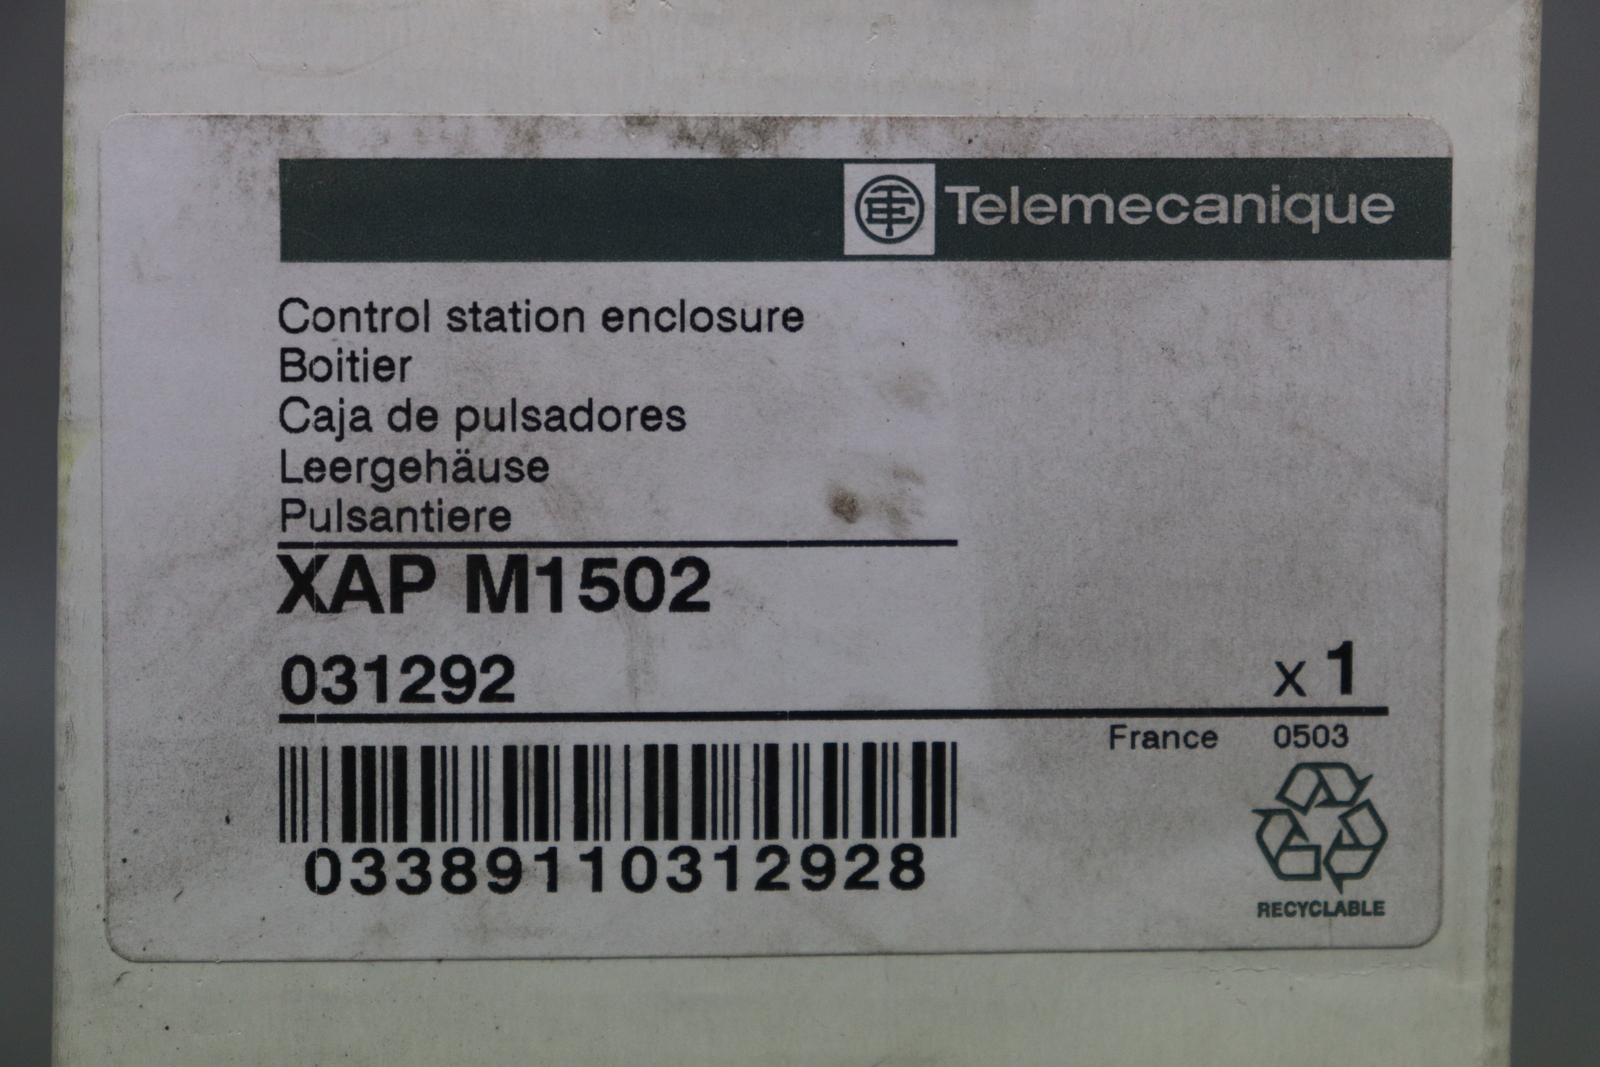 Telemecanique
Control station enclosure
Boitier
Caja de pulsadores
Leergehäuse
Pulsantiere
XAP M1502
031292
x 1
France 0503
03389110312928
RECYCLABLE